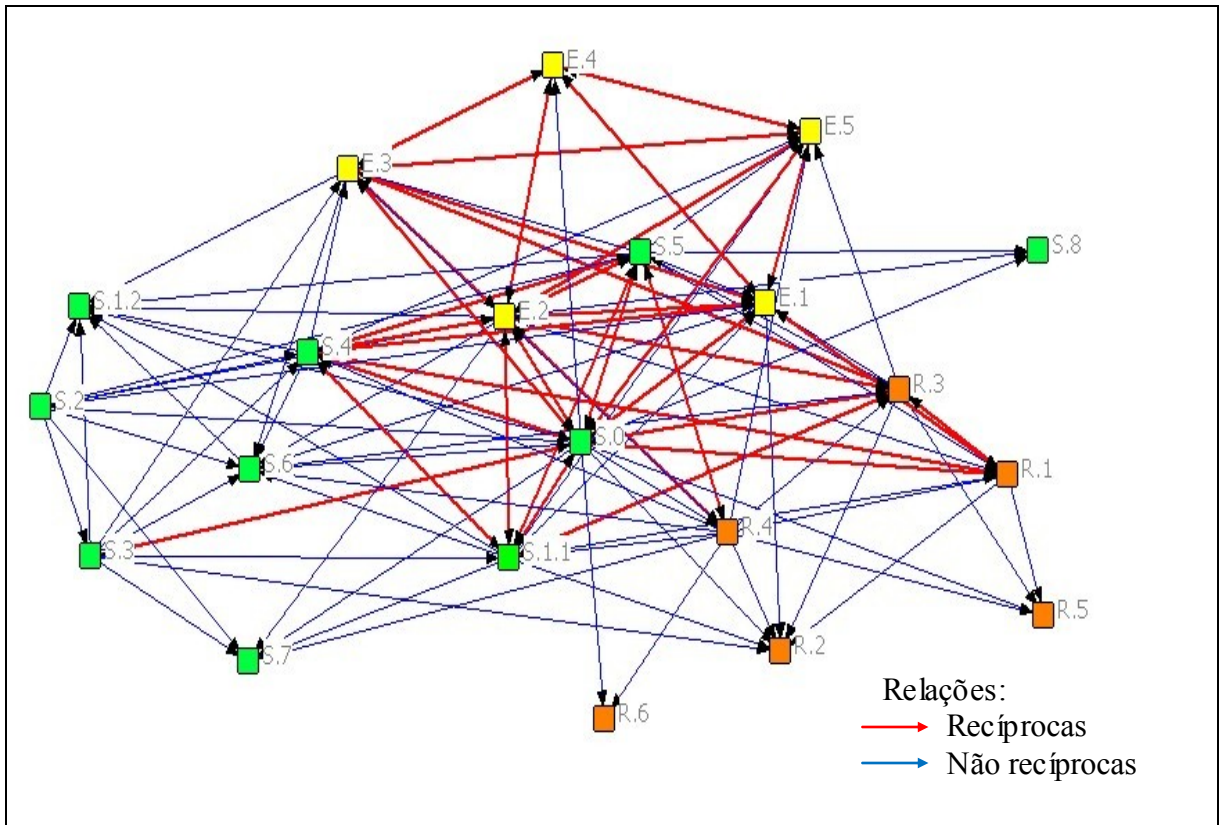 E.4
E.5
E.3
S.5
S.8
S.1.2
E.2
E.1
S.4
R.3
S.2
S.0
S.6
R.1
R.4
S.3
S.1.1
R.5
S.7
R.2
R.6
Relações:
Recíprocas
Não recíprocas